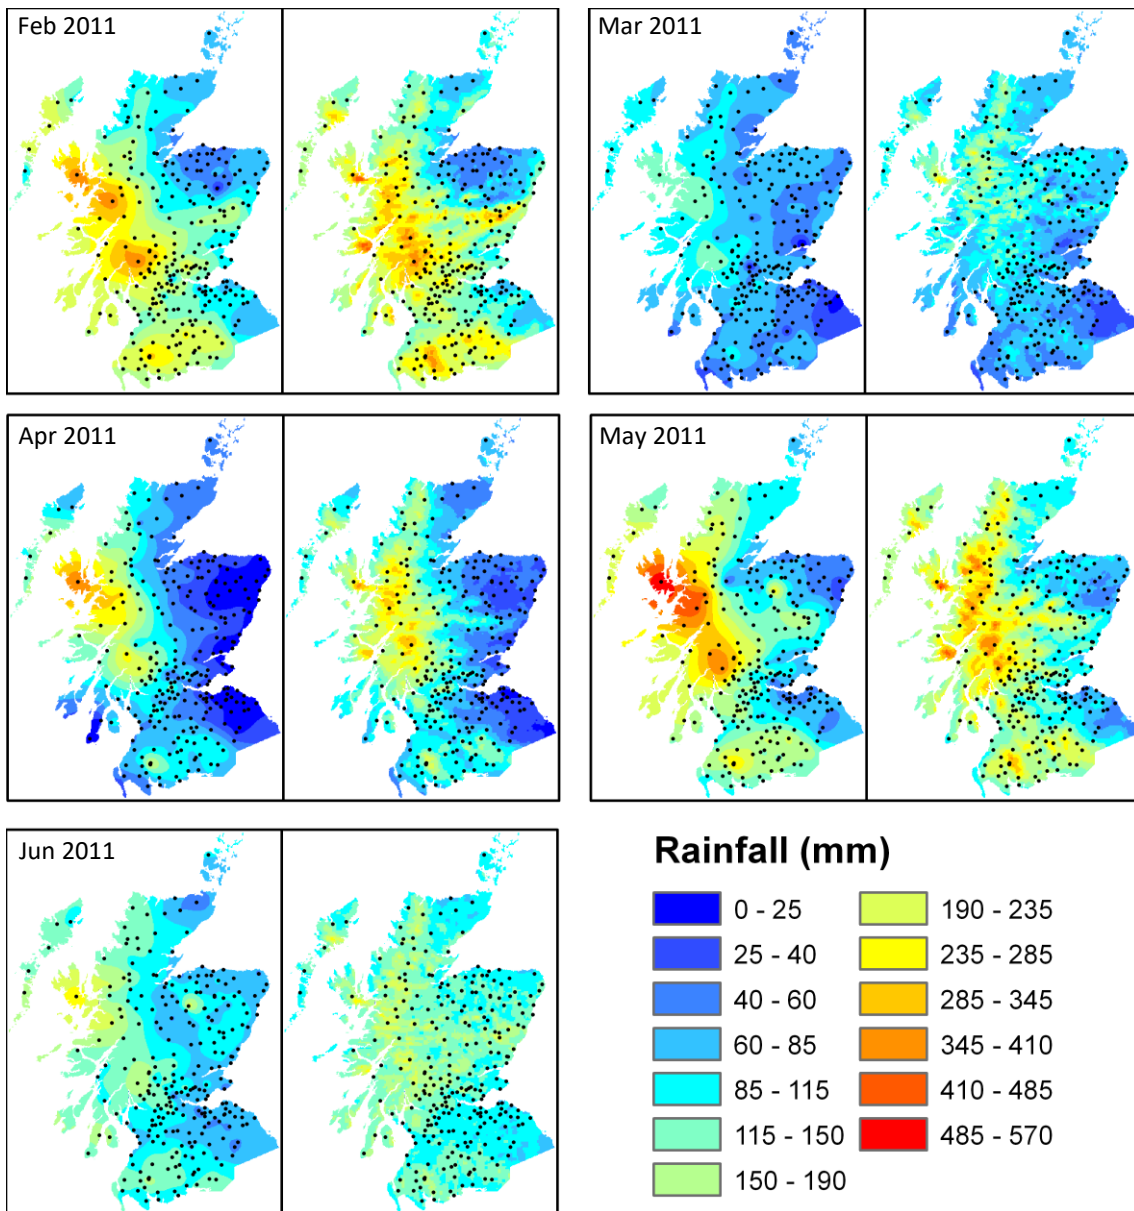 Feb 2011
Mar 2011
Apr 2011
May 2011
Jun 2011
Rainfall (mm)
0 - 25
25 - 40
40 - 60
60 - 85
85 - 115
115 - 150
150 - 190
190 - 235
235 - 285
285 - 345
345 - 410
410 - 485
485 - 570